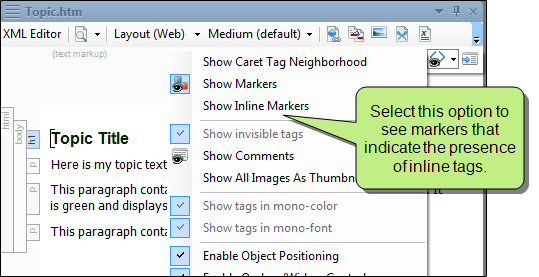 Topic.htm
XML Editor Layout (Web) Medium (default)
(text markup)
html
body
h1
p
p
p
Topic Title
Here is my topic text
This paragraph conta
is green and displays
This paragraph conta
Show Caret Tag Neighborhood
Show Markers
Show Inline Markers
Show invisible tags
Show Comments
Show All Images As Thumbn
Show tags in mono-color
Show tags in mono-font
Enable Object Positioning
Select this option to
see markers that
indicate the presence
of inline tags.